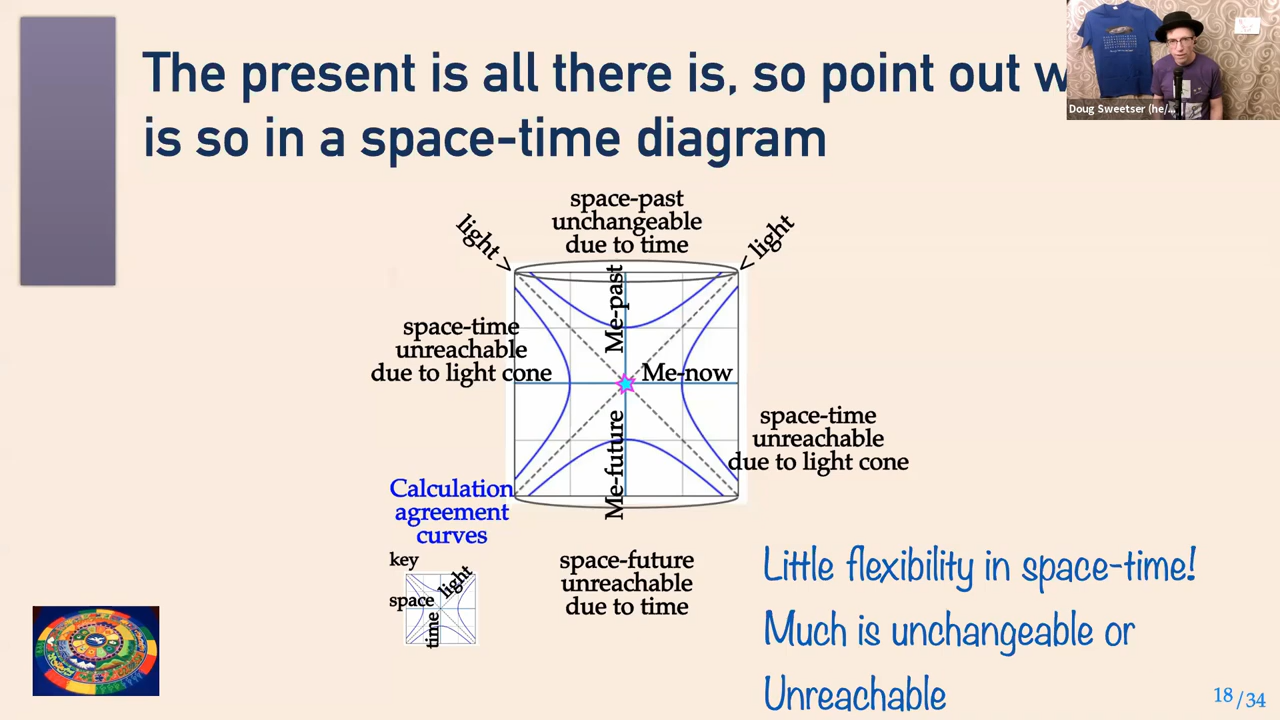 The present is all there is, so point out
is so in a space-time diagram
Doug Sweetser (he/...
space-past
unchangeable
due to time
light >
< light
Me-past
space-time
unreachable
due to light cone
Me-now
space-time
unreachable
due to light cone
Me-future
Calculation
agreement
curves
key
light
space
time
space-future
unreachable
due to time
Little flexibility in space-time!
Much is unchangeable or
Unreachable
18/34